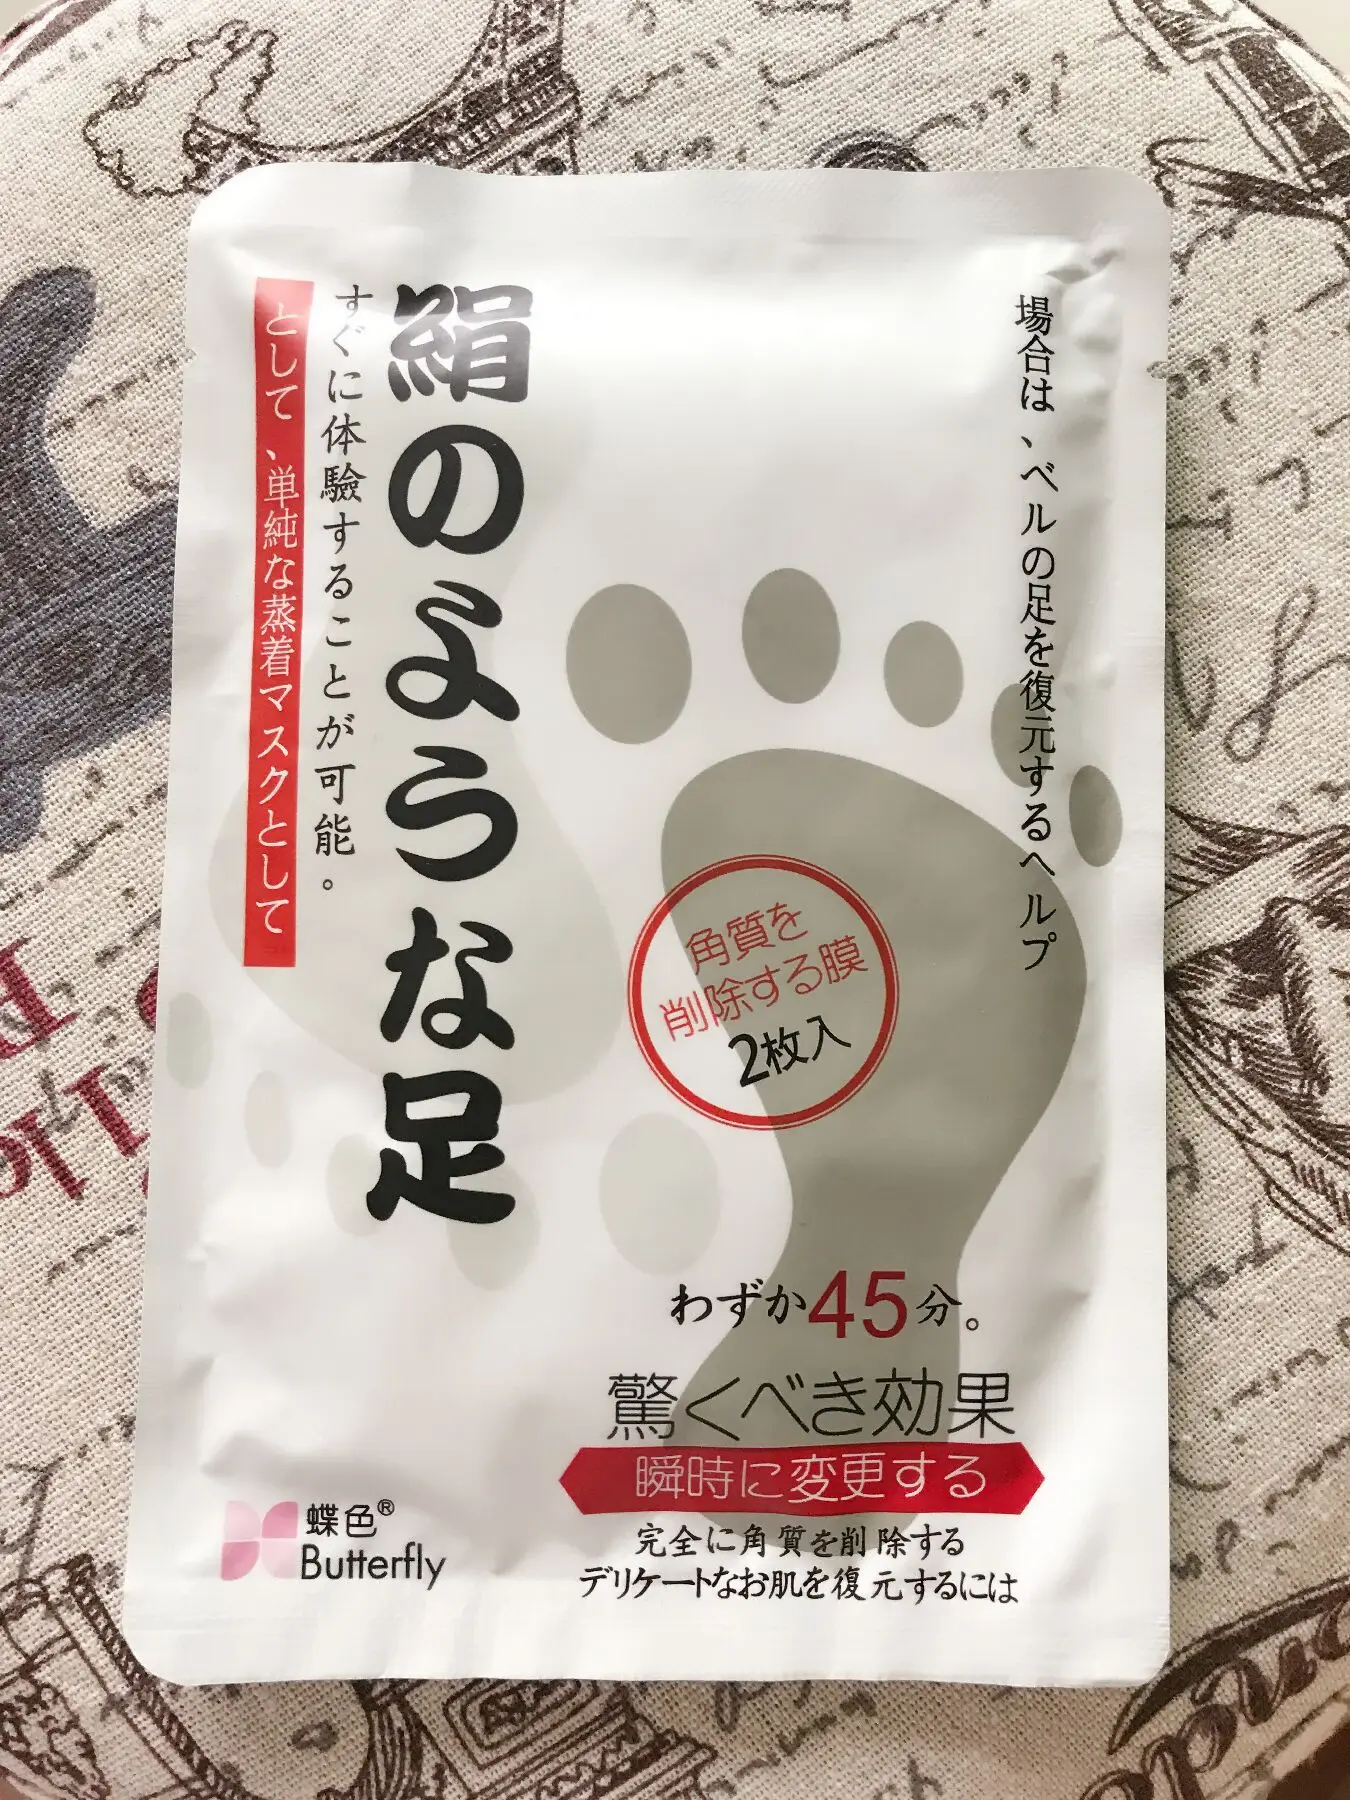 場合は、ベルの足を復元するヘルプ
絹のような足
すぐに体験することが可能。
として、単純な蒸着マスクとして
角質を
削除する膜
2枚入
わずか45分。
驚くべき効果
瞬時に変更する
完全に角質を削除する
デリケートなお肌を復元するには
蝶色®
Butterfly